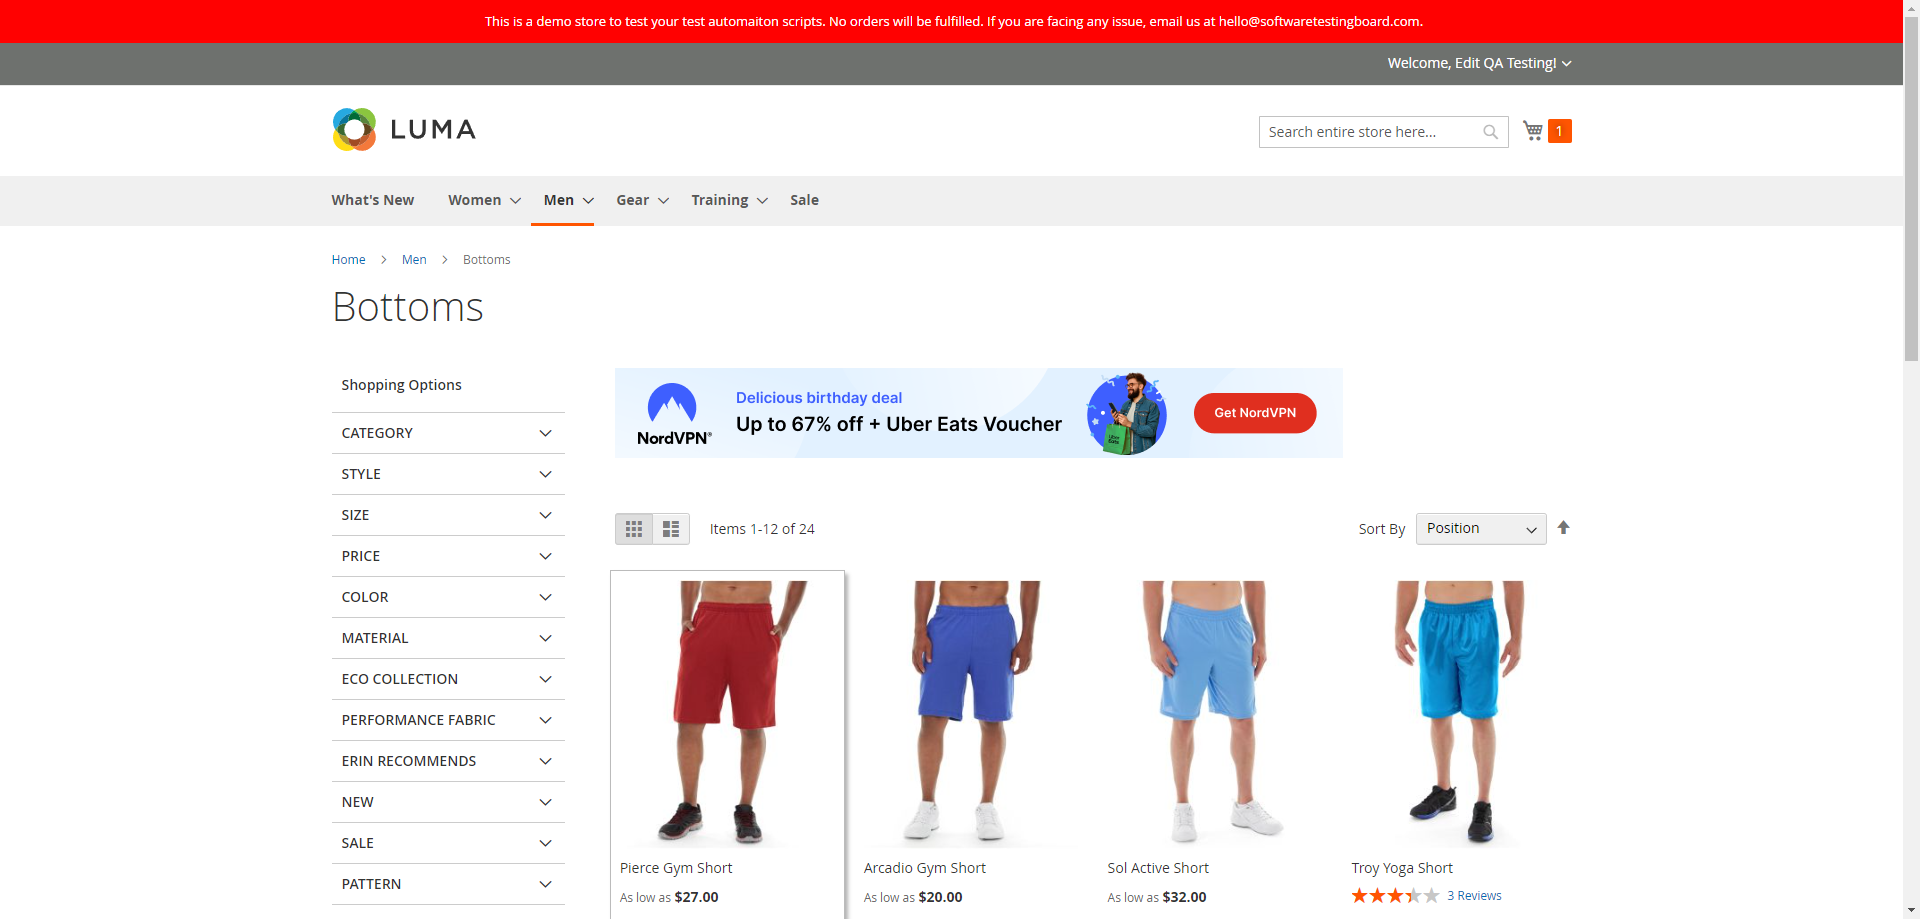 This is a demo store to test your test automaiton scripts. No orders will be fulfilled. If you are facing any issue, email us at hello@softwaretestingboard.com.
Welcome, Edit QA Testing!
LUMA
Search entire store here...
1
What's New
Women
Men
Gear
Training
Sale
Home
Men
Bottoms
Bottoms
Shopping Options
CATEGORY
STYLE
SIZE
PRICE
COLOR
MATERIAL
ECO COLLECTION
PERFORMANCE FABRIC
ERIN RECOMMENDS
NEW
SALE
PATTERN
NordVPN®
Delicious birthday deal
Up to 67% off + Uber Eats Voucher
Uber Eats
Get NordVPN
Items 1-12 of 24
Sort By
Position
Pierce Gym Short
As low as $27.00
Arcadio Gym Short
As low as $20.00
Sol Active Short
As low as $32.00
Troy Yoga Short
3 Reviews